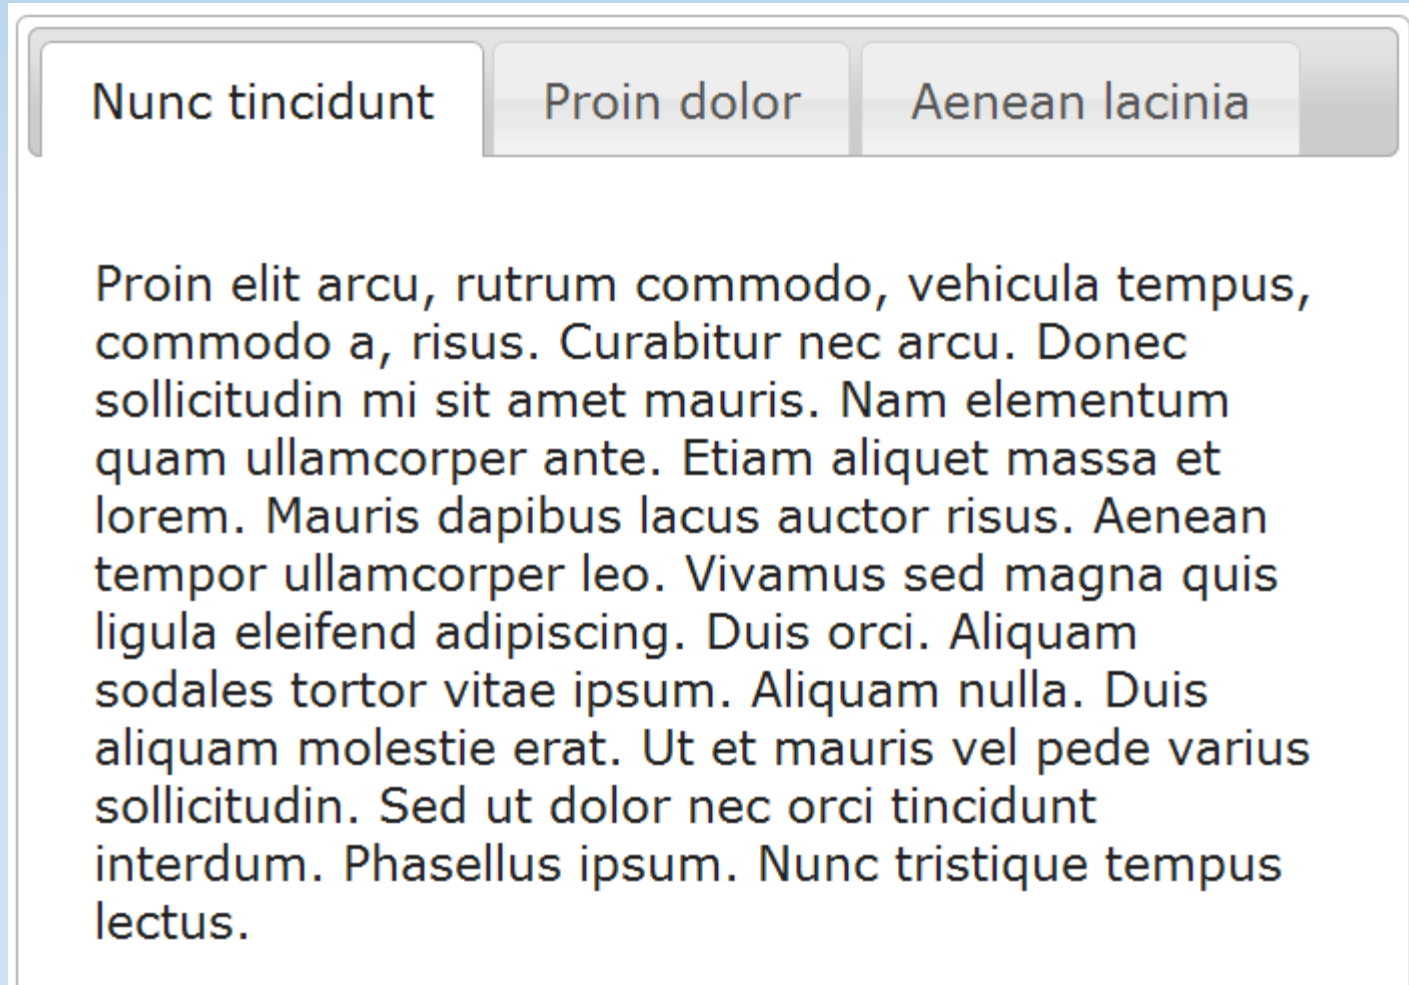 Nunc tincidunt Proin dolor Aenean lacinia
Proin elit arcu, rutrum commodo, vehicula tempus,
commodo a, risus. Curabitur nec arcu. Donec
sollicitudin mi sit amet mauris. Nam elementum
quam ullamcorper ante. Etiam aliquet massa et
lorem. Mauris dapibus lacus auctor risus. Aenean
tempor ullamcorper leo. Vivamus sed magna quis
ligula eleifend adipiscing. Duis orci. Aliquam
sodales tortor vitae ipsum. Aliquam nulla. Duis
aliquam molestie erat. Ut et mauris vel pede varius
sollicitudin. Sed ut dolor nec orci tincidunt
interdum. Phasellus ipsum. Nunc tristique tempus
lectus.